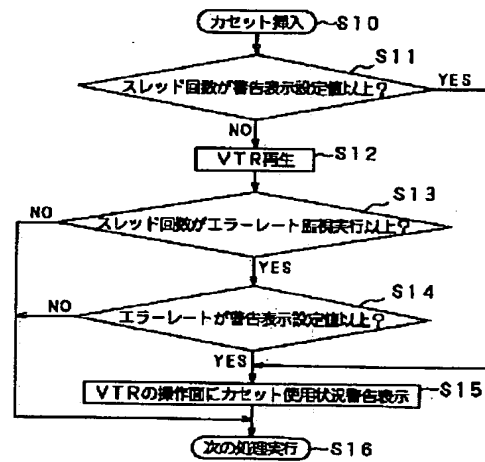 カセット挿入 S10
S11
スレッド回数が警告表示設定値以上？ YES
NO
VTR再生 S12
S13
NO スレッド回数がエラーレート監視実行以上？
YES
S14
NO エラーレートが警告表示設定値以上？
YES
VTRの操作面にカセット使用状況警告表示 S15
次の処理実行 S16